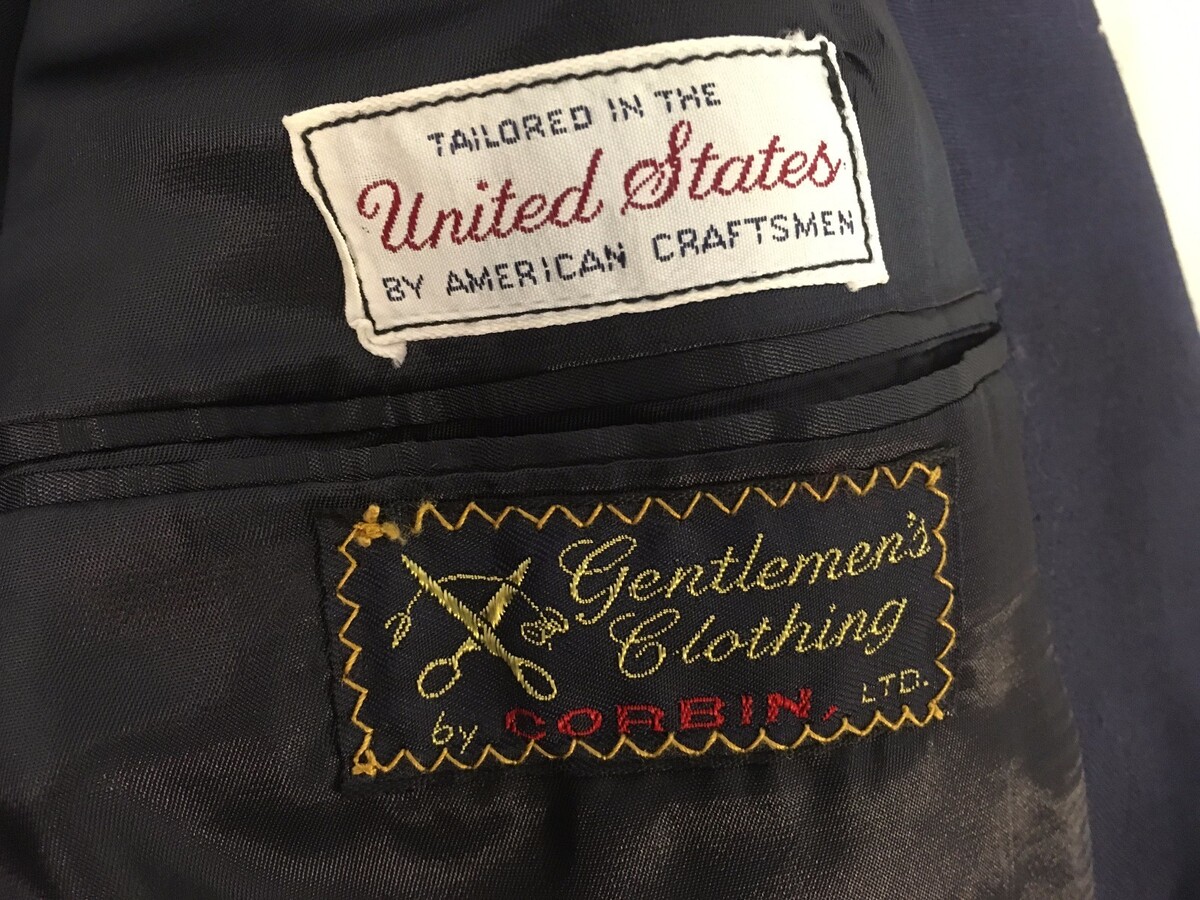 TAILORED IN THE
United States
BY AMERICAN CRAFTSMEN
Gentlemen's
Clothing
by CORBIN, LTD.